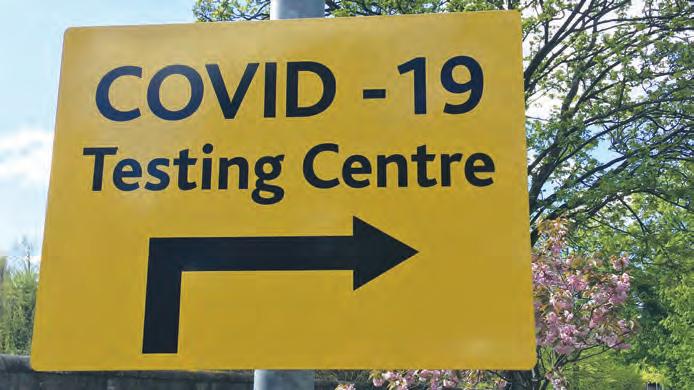 COVID -19
Testing Centre